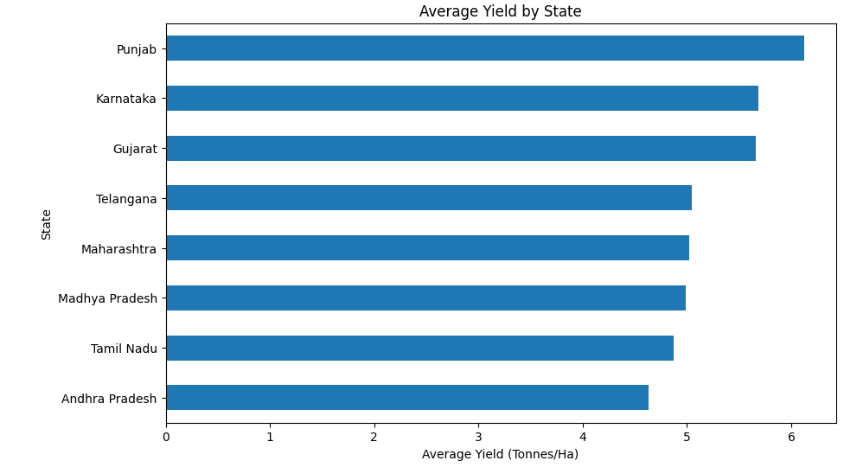 Average Yield by State
Punjab
Karnataka
Gujarat
Telangana
Maharashtra
Madhya Pradesh
Tamil Nadu
Andhra Pradesh
State
0 1 2 3 4 5 6
Average Yield (Tonnes/Ha)